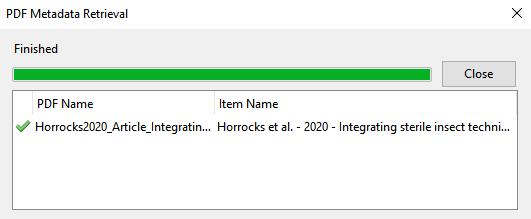 PDF Metadata Retrieval
Finished
Close
PDF Name Item Name
Horrocks2020_Article_Integratin... Horrocks et al. - 2020 - Integrating sterile insect techni...